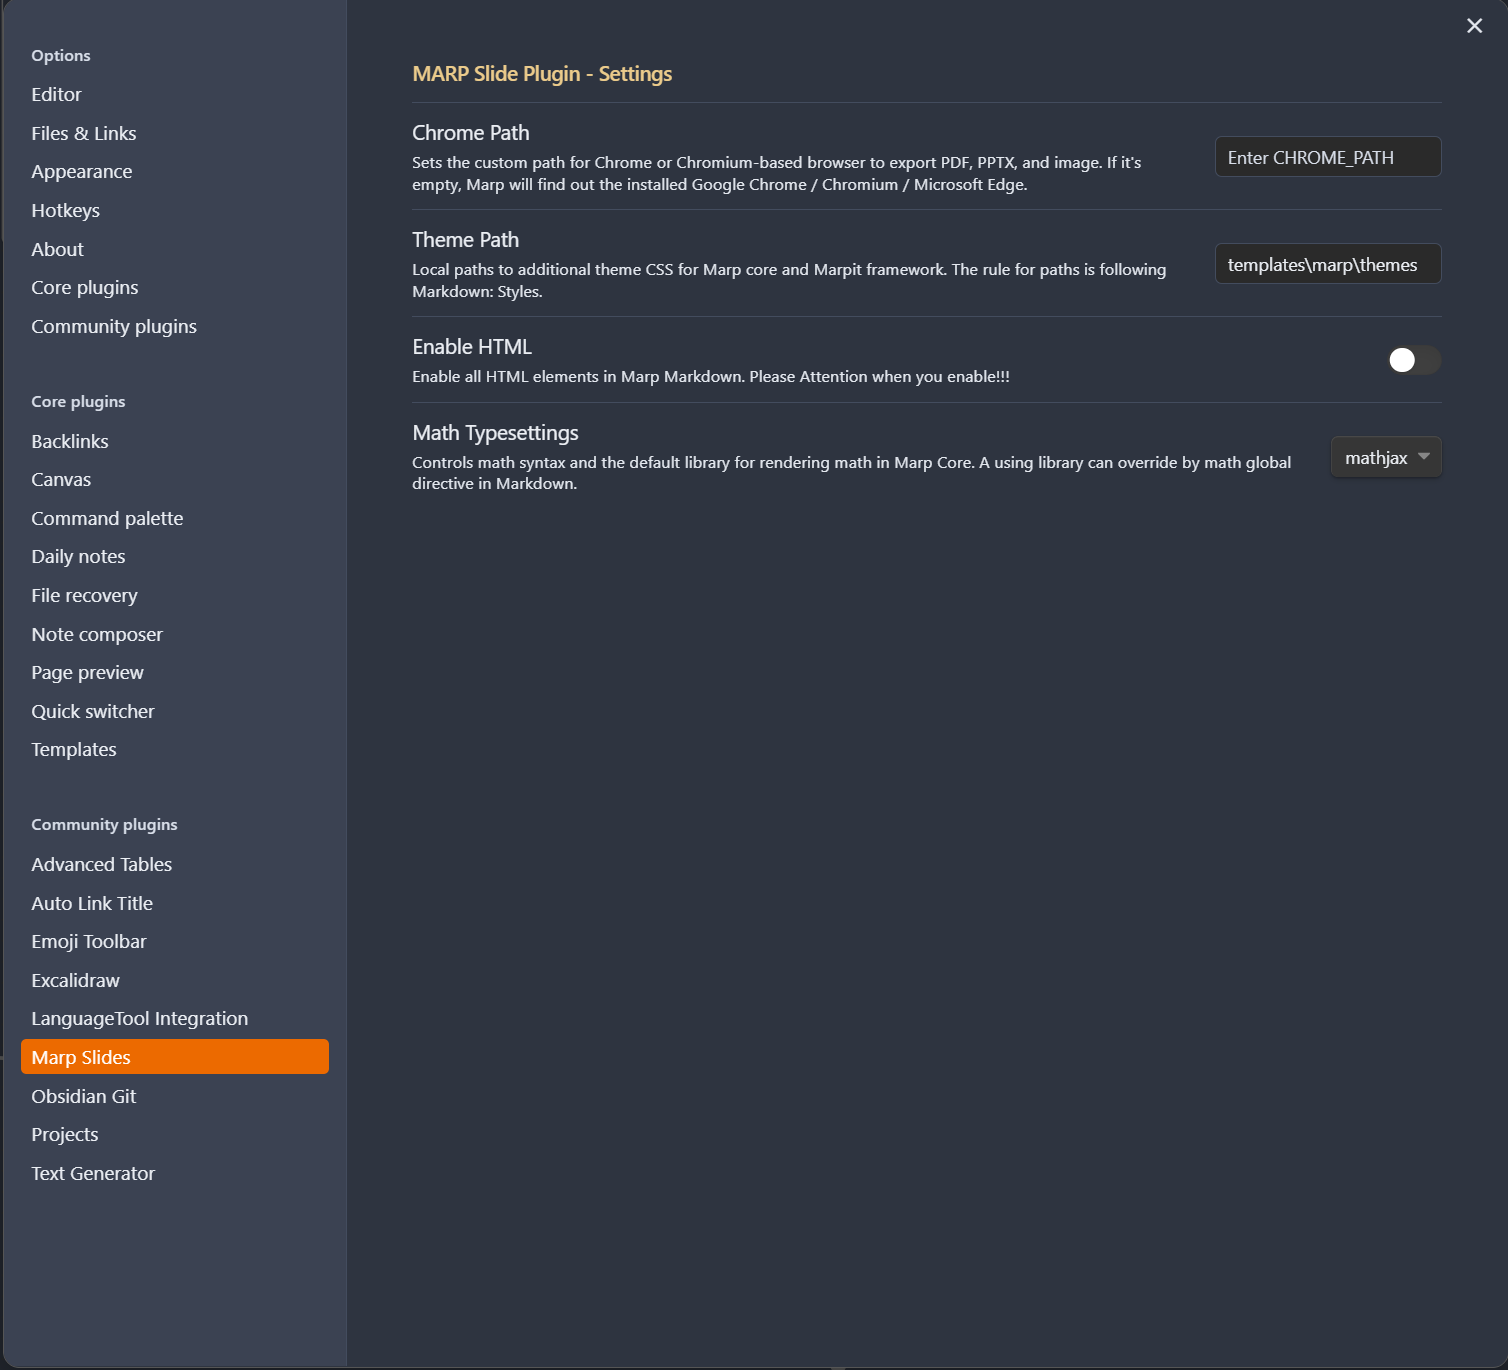 Options
Editor
Files & Links
Appearance
Hotkeys
About
Core plugins
Community plugins
Core plugins
Backlinks
Canvas
Command palette
Daily notes
File recovery
Note composer
Page preview
Quick switcher
Templates
Community plugins
Advanced Tables
Auto Link Title
Emoji Toolbar
Excalidraw
LanguageTool Integration
Marp Slides
Obsidian Git
Projects
Text Generator
MARP Slide Plugin - Settings
Chrome Path
Sets the custom path for Chrome or Chromium-based browser to export PDF, PPTX, and image. If it's
empty, Marp will find out the installed Google Chrome / Chromium / Microsoft Edge.
Enter CHROME_PATH
Theme Path
Local paths to additional theme CSS for Marp core and Marpit framework. The rule for paths is following
Markdown: Styles.
templates\marp\themes
Enable HTML
Enable all HTML elements in Marp Markdown. Please Attention when you enable!!!
Math Typesettings
Controls math syntax and the default library for rendering math in Marp Core. A using library can override by math global
directive in Markdown.
mathjax